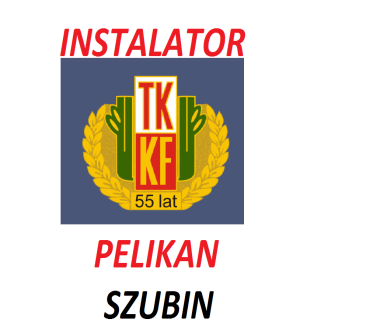 INSTALATOR
TK
KF
55 lat
PELIKAN
SZUBIN